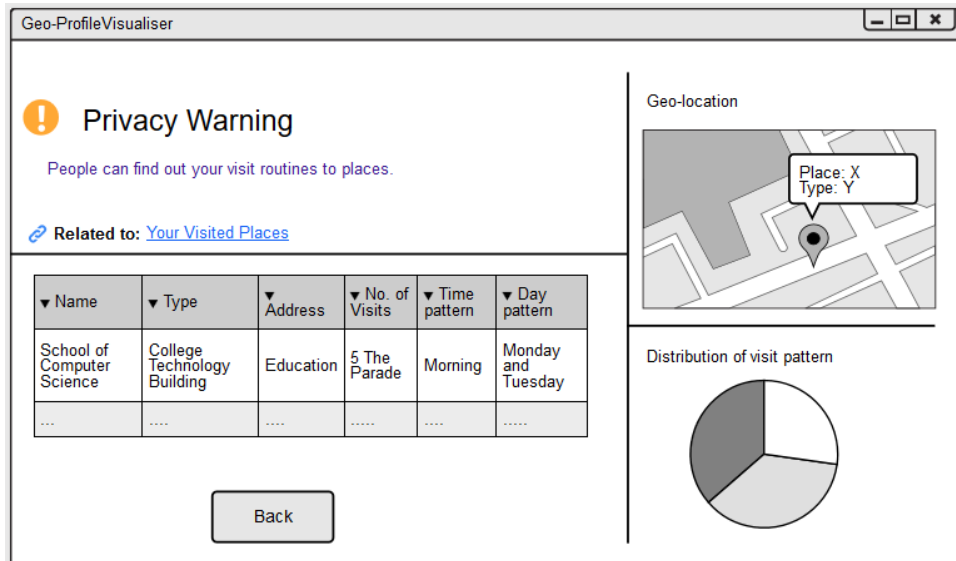 Geo-ProfileVisualiser
Privacy Warning
People can find out your visit routines to places.
Related to: Your Visited Places
▼ Name
▼ Type
▼
Address
▼ No. of
Visits
▼ Time
pattern
▼ Day
pattern
School of
Computer
Science
College
Technology
Building
Education
5 The
Parade
Morning
Monday
and
Tuesday
...
....
....
.....
....
.....
Back
Geo-location
Place: X
Type: Y
Distribution of visit pattern